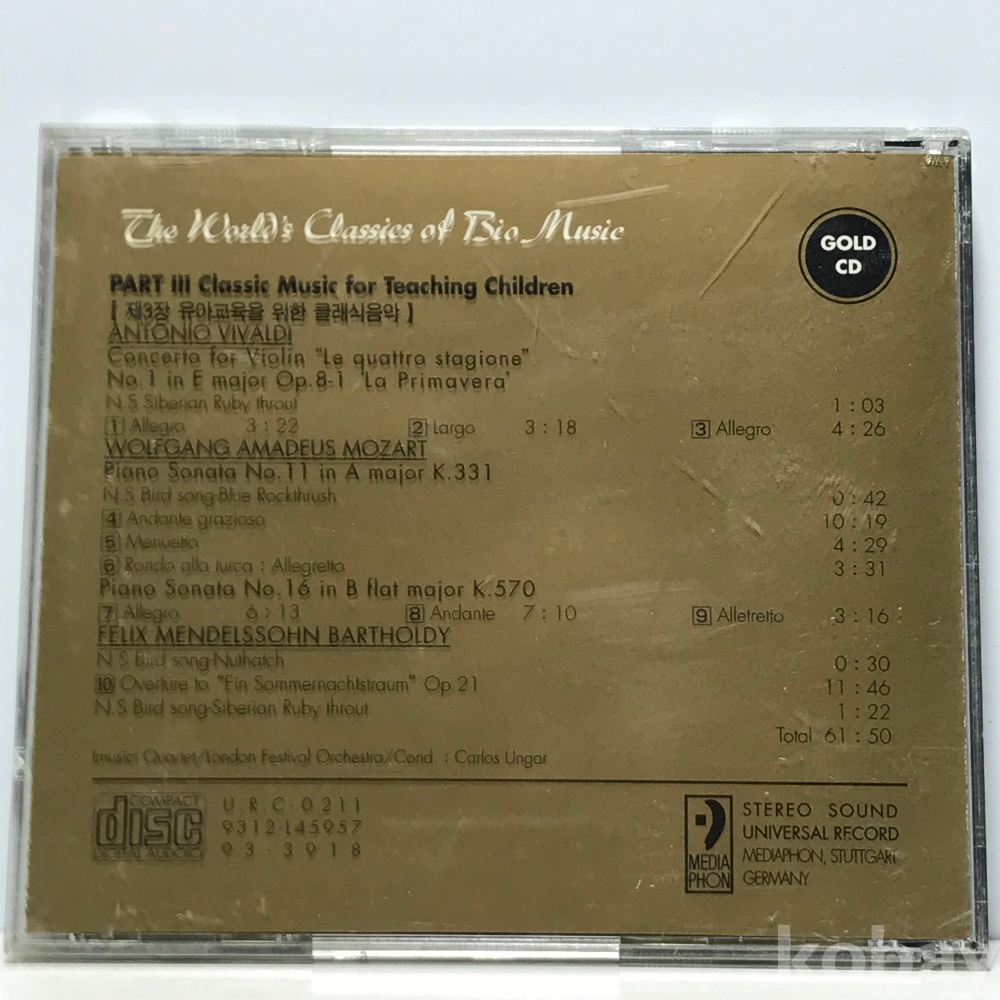 The World's Classics of Bio Music
GOLD
CD
PART III Classic Music for Teaching Children
[ 제3장 유아교육을 위한 클래식음악 ]
ANTONIO VIVALDI
Concerto for Violin "Le quattro stagione"
No.1 in E major Op.8-1 'La Primavera'
N.S Siberian Ruby throut 1 : 03
1 Allegro 3 : 22 2 Largo 3 : 18 3 Allegro 4 : 26
WOLFGANG AMADEUS MOZART
Piano Sonata No.11 in A major K.331
N.S Bird song-Blue Rockthrush 0 : 42
4 Andante grazioso 10 : 19
5 Menuetto 4 : 29
6 Rondo alla turca : Allegretto 3 : 31
Piano Sonata No.16 in B flat major K.570
7 Allegro 6 : 13 8 Andante 7 : 10 9 Alletretto 3 : 16
FELIX MENDELSSOHN BARTHOLDY
N.S Bird song-Nuthatch 0 : 30
10 Overture to "Ein Sommernachtstraum" Op.21 11 : 46
N.S Bird song-Siberian Ruby throut 1 : 22
Total 61 : 50
Imusici Quartet/London Festival Orchestra/Cond. : Carlos Ungar
COMPACT
disc
DIGITAL AUDIO
U.R.C-0211
9312-L45957
93-3918
MEDIA
PHON
STEREO SOUND
UNIVERSAL RECORD
MEDIAPHON, STUTTGART
GERMANY